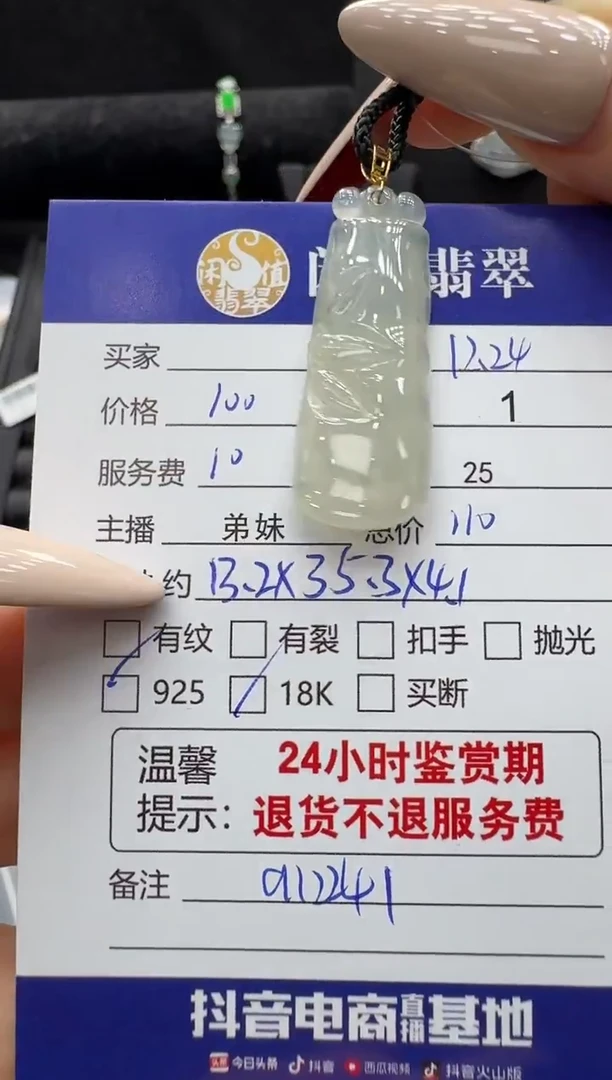 闲值
翡翠
翡翠
买家 12.24
价格 100 1
服务费 10 25
主播 弟妹 总价 110
约 13.2X35.3X4.1
有纹 有裂 扣手 抛光
925 18K 买断
温馨 24小时鉴赏期
提示: 退货不退服务费
备注
抖音电商直播基地
头条 今日头条 抖音 西瓜视频 抖音火山版